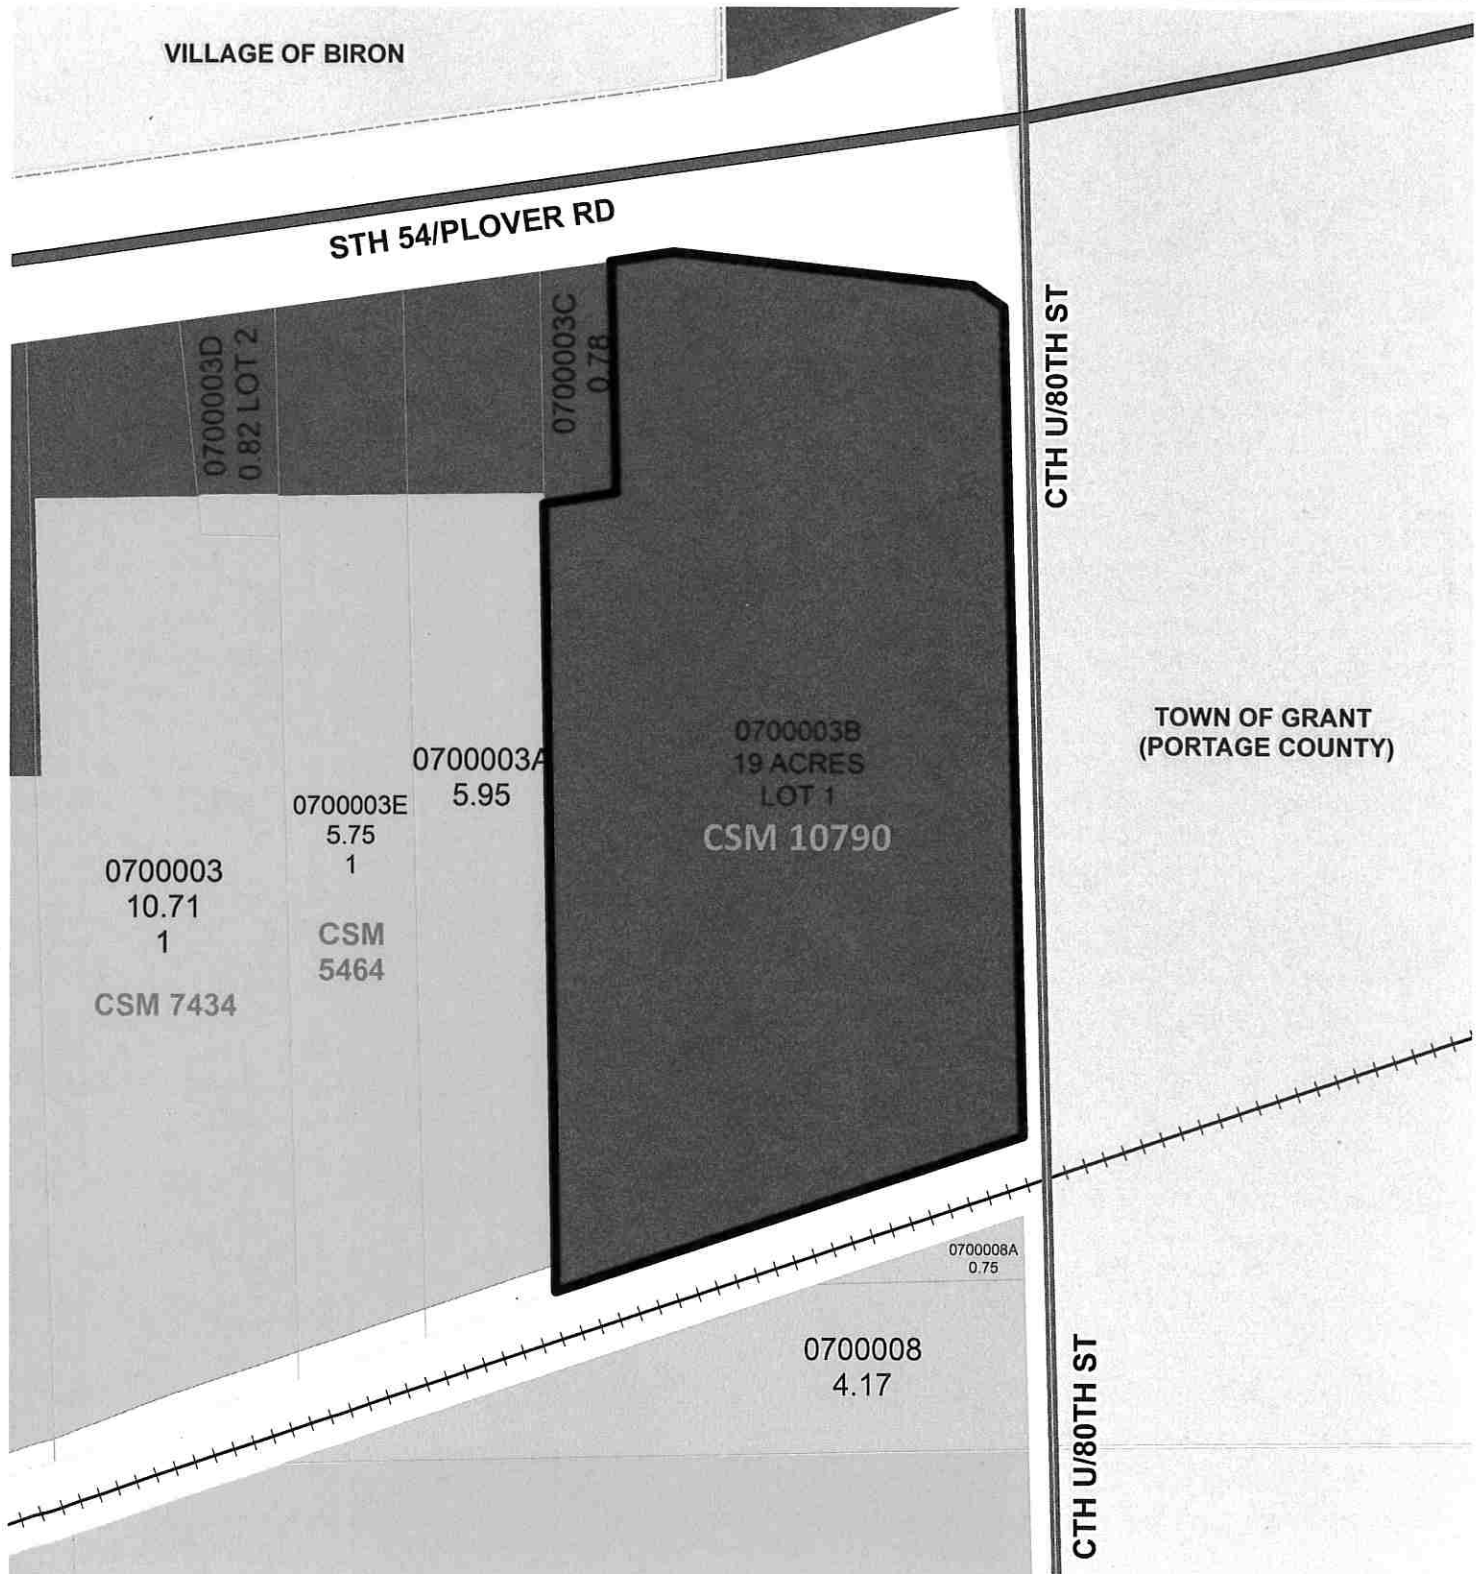 VILLAGE OF BIRON
STH 54/PLOVER RD
0700003D
0.82 LOT 2
0700003C
0.78
CTH U/80TH ST
0700003B
19 ACRES
LOT 1
CSM 10790
TOWN OF GRANT
(PORTAGE COUNTY)
0700003A
5.95
0700003E
5.75
1
CSM
5464
0700003
10.71
1
CSM 7434
0700008A
0.75
0700008
4.17
CTH U/80TH ST